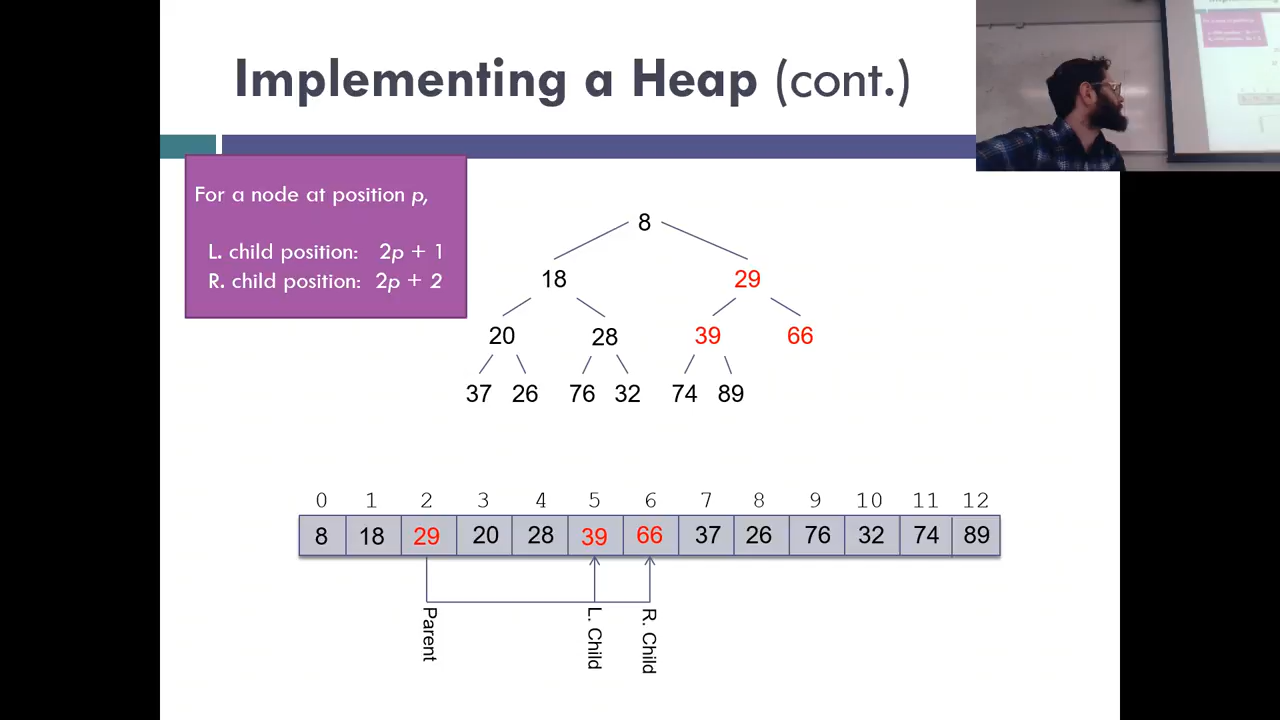 Implementing a Heap (cont.)
For a node at position p,
L. child position: 2p + 1
R. child position: 2p + 2
8
18 29
20 28 39 66
37 26 76 32 74 89
0 1 2 3 4 5 6 7 8 9 10 11 12
8 18 29 20 28 39 66 37 26 76 32 74 89
Parent
L. Child
R. Child